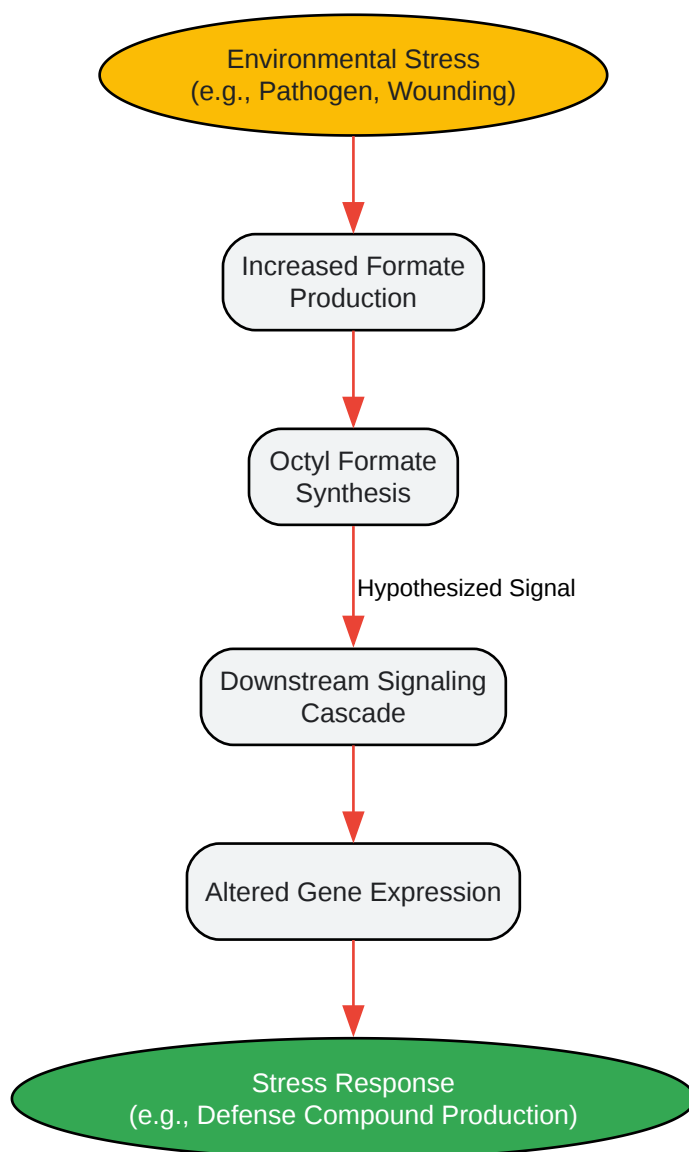 Environmental Stress
(e.g., Pathogen, Wounding)
Increased Formate
Production
Octyl Formate
Synthesis
Hypothesized Signal
Downstream Signaling
Cascade
Altered Gene Expression
Stress Response
(e.g., Defense Compound Production)